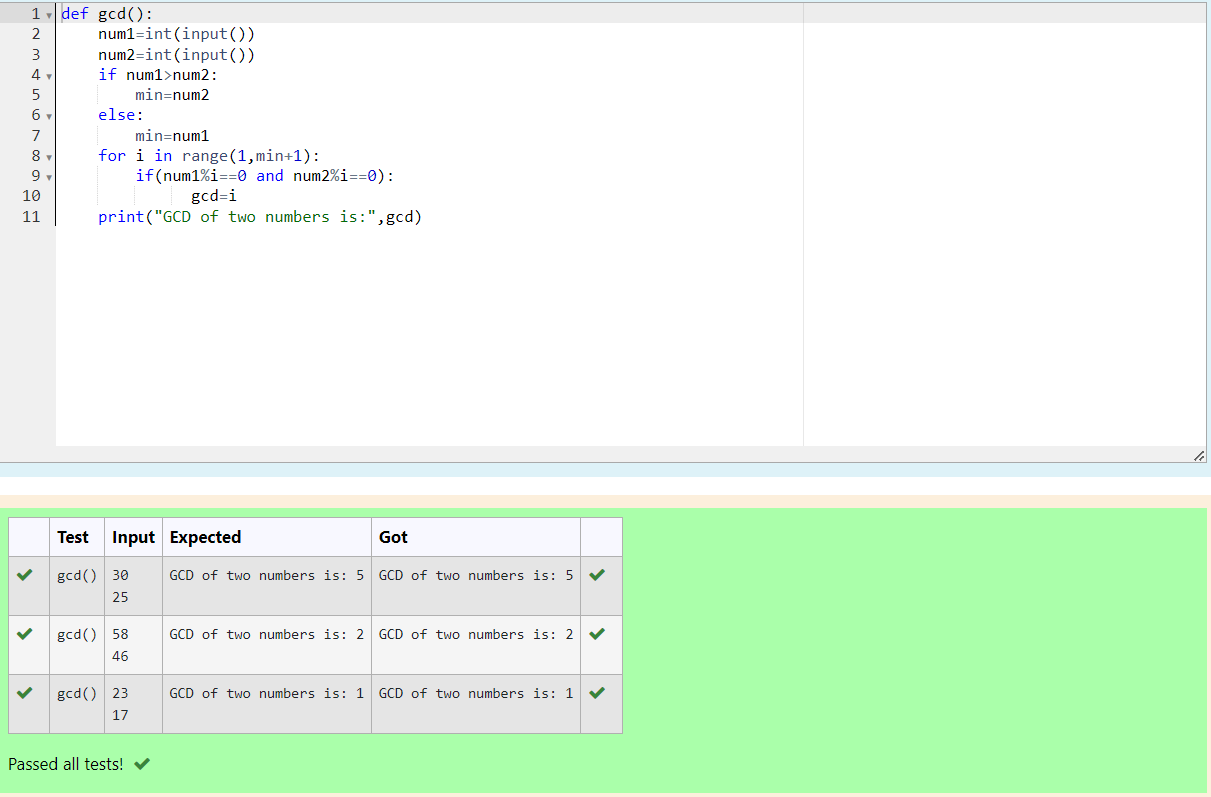 1 def gcd():
2     num1=int(input())
3     num2=int(input())
4     if num1>num2:
5         min=num2
6     else:
7         min=num1
8     for i in range(1,min+1):
9         if(num1%i==0 and num2%i==0):
10               gcd=i
11     print("GCD of two numbers is:",gcd)
Test Input Expected Got
gcd() 30 GCD of two numbers is: 5 GCD of two numbers is: 5
25
gcd() 58 GCD of two numbers is: 2 GCD of two numbers is: 2
46
gcd() 23 GCD of two numbers is: 1 GCD of two numbers is: 1
17
Passed all tests!